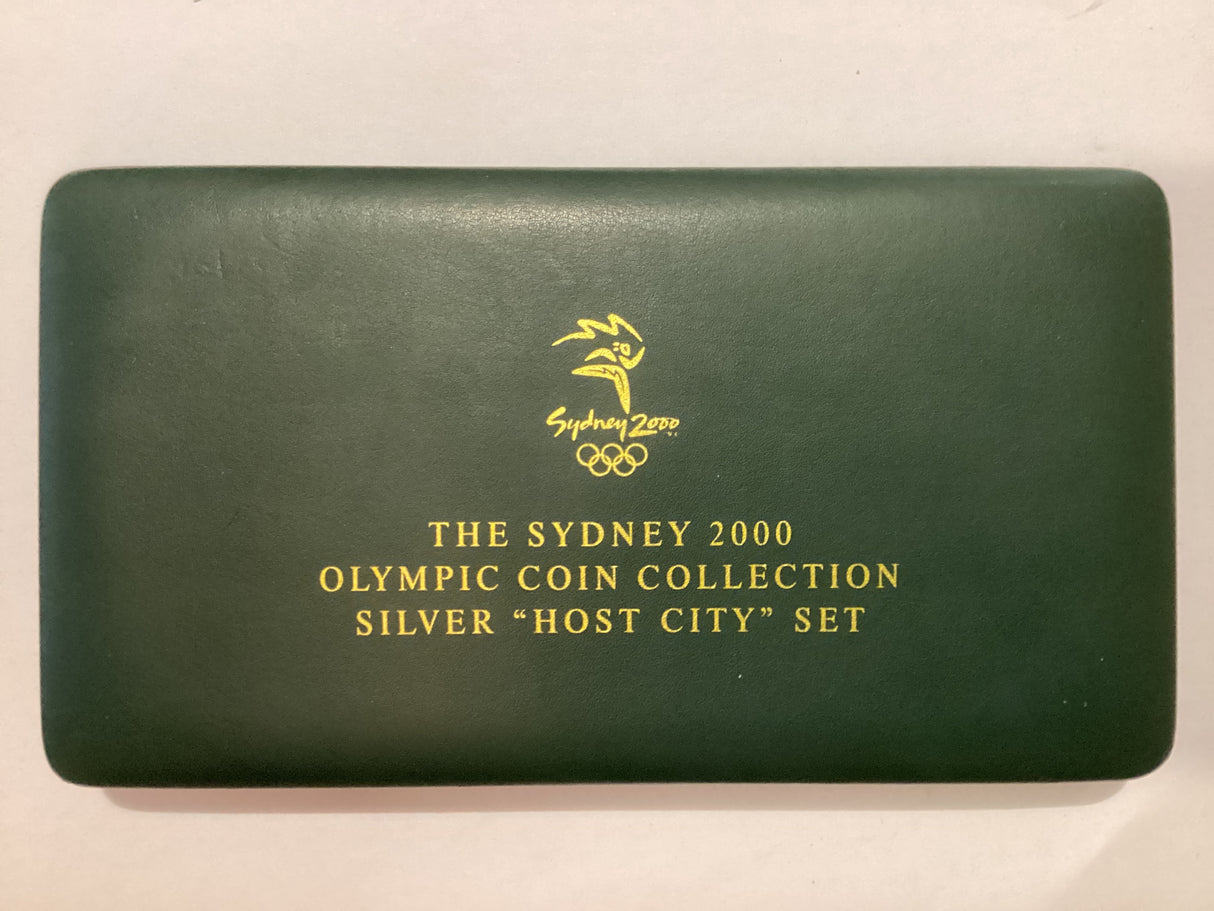 Sydney 2000
THE SYDNEY 2000
OLYMPIC COIN COLLECTION
SILVER “HOST CITY” SET